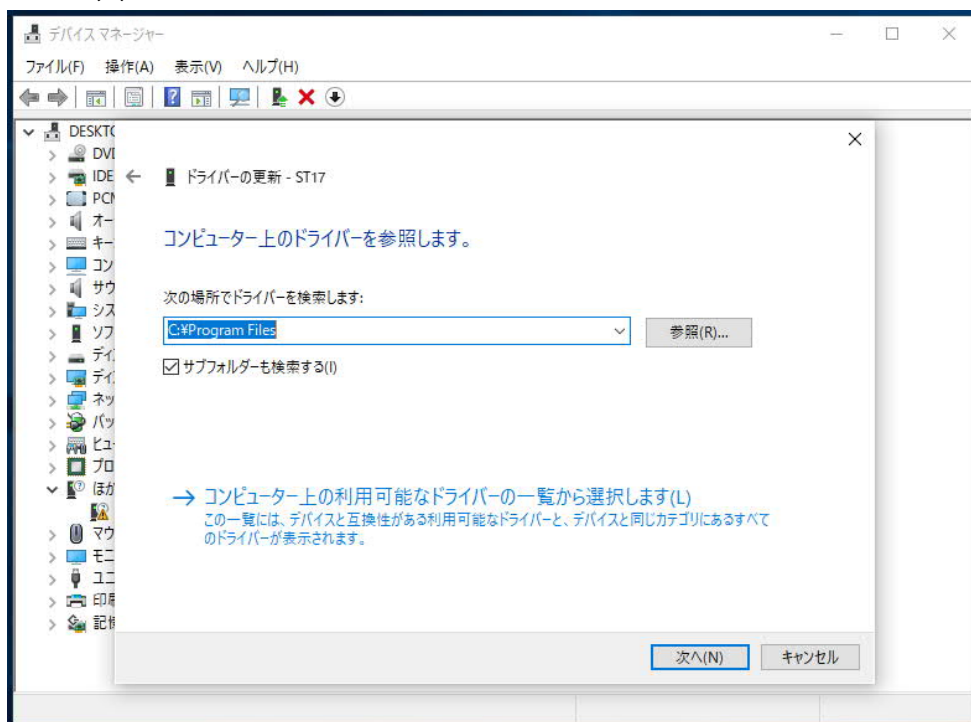 デバイス マネージャー
ファイル(F) 操作(A) 表示(V) ヘルプ(H)
DESKTO
DVD
IDE
PCM
オー
キー
コン
サウ
シス
ソフ
ディ
ディ
ネッ
バッ
ヒュー
プロ
ほか
マウ
モニ
ユニ
印刷
記憶
ドライバーの更新 - ST17
コンピューター上のドライバーを参照します。
次の場所でドライバーを検索します:
C:¥Program Files
参照(R)...
サブフォルダーも検索する(I)
コンピューター上の利用可能なドライバーの一覧から選択します(L)
この一覧には、デバイスと互換性がある利用可能なドライバーと、デバイスと同じカテゴリにあるすべて
のドライバーが表示されます。
次へ(N) キャンセル